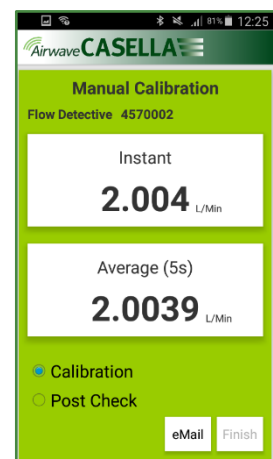 81% 12:25
Airwave CASELLA
Manual Calibration
Flow Detective 4570002
Instant
2.004 L/Min
Average (5s)
2.0039 L/Min
Calibration
Post Check
eMail Finish